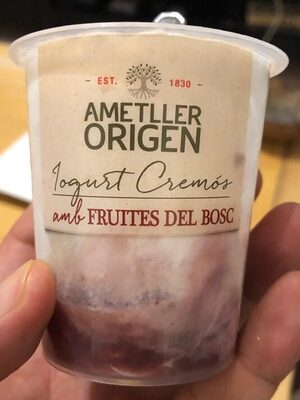 EST. 1830
AMETLLER
ORIGEN
Iogurt Cremós
amb FRUITES DEL BOSC